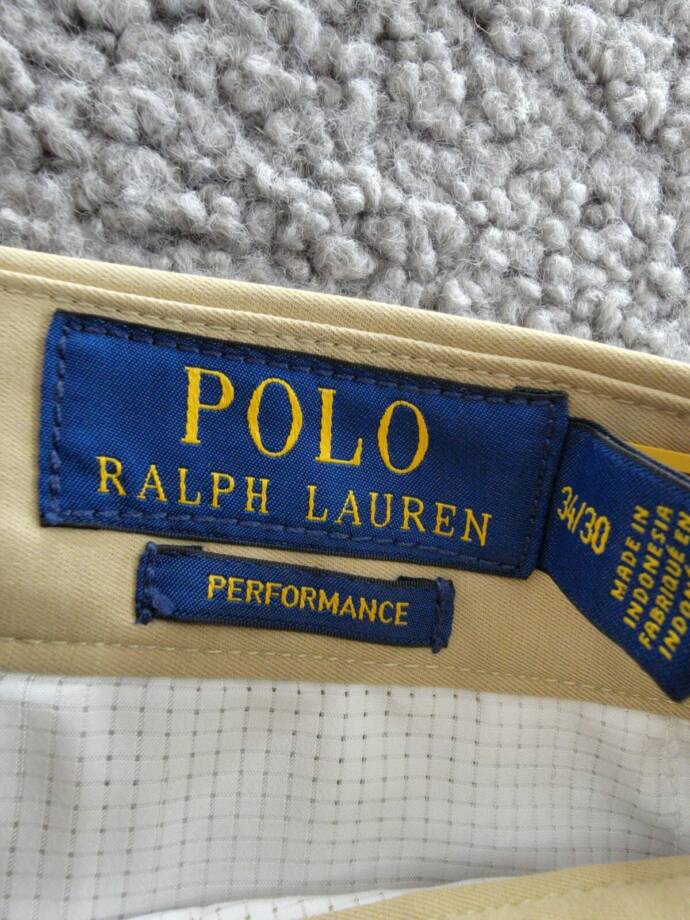 POLO
RALPH LAUREN
PERFORMANCE
34/30
MADE IN
INDONESIA
FABRIQUÉ EN